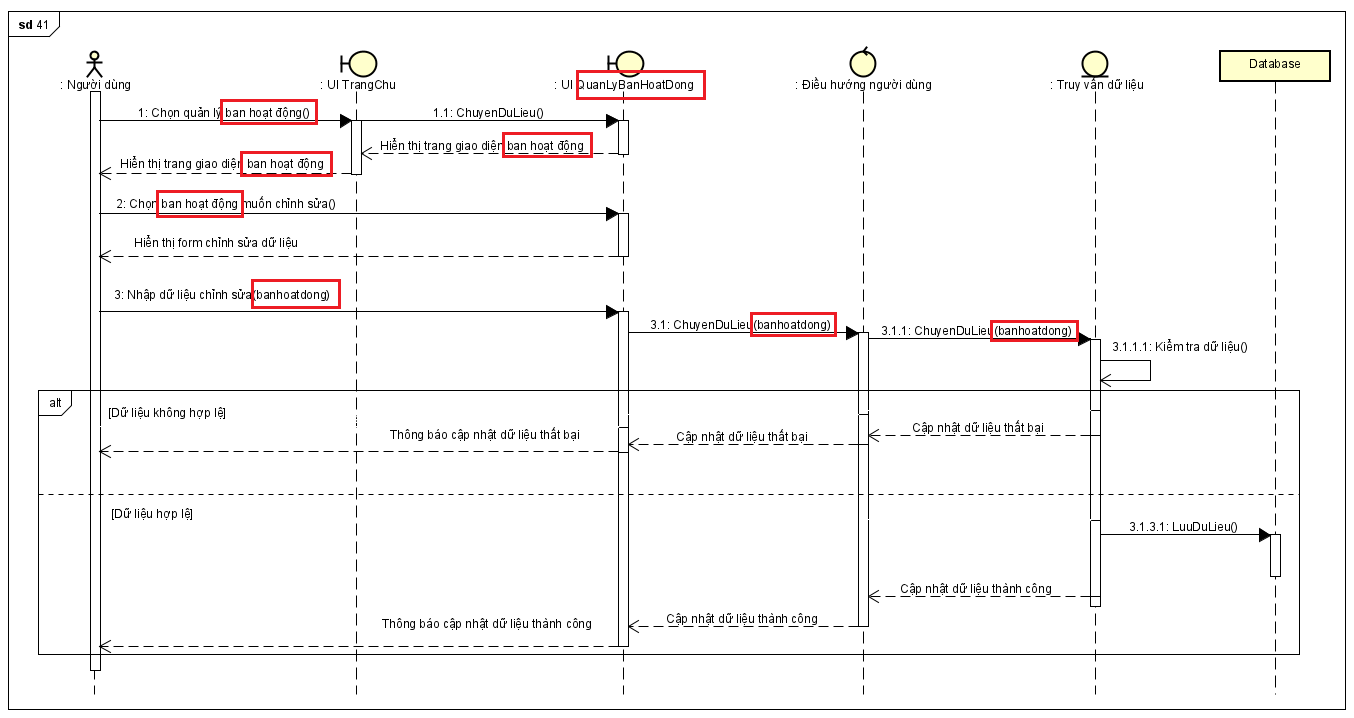 sd 41
: Người dùng
: UI TrangChu
: UI QuanLyBanHoatDong
: Điều hướng người dùng
: Truy vấn dữ liệu
Database
1: Chọn quản lý ban hoạt động()
1.1: ChuyenDuLieu()
Hiển thị trang giao diện ban hoạt động
Hiển thị trang giao diện ban hoạt động
2: Chọn ban hoạt động muốn chỉnh sửa()
Hiển thị form chỉnh sửa dữ liệu
3: Nhập dữ liệu chỉnh sửa(banhoatdong)
3.1: ChuyenDuLieu(banhoatdong)
3.1.1: ChuyenDuLieu(banhoatdong)
3.1.1.1: Kiểm tra dữ liệu()
alt
[Dữ liệu không hợp lệ]
Cập nhật dữ liệu thất bại
Cập nhật dữ liệu thất bại
Thông báo cập nhật dữ liệu thất bại
[Dữ liệu hợp lệ]
3.1.3.1: LuuDuLieu()
Cập nhật dữ liệu thành công
Cập nhật dữ liệu thành công
Thông báo cập nhật dữ liệu thành công